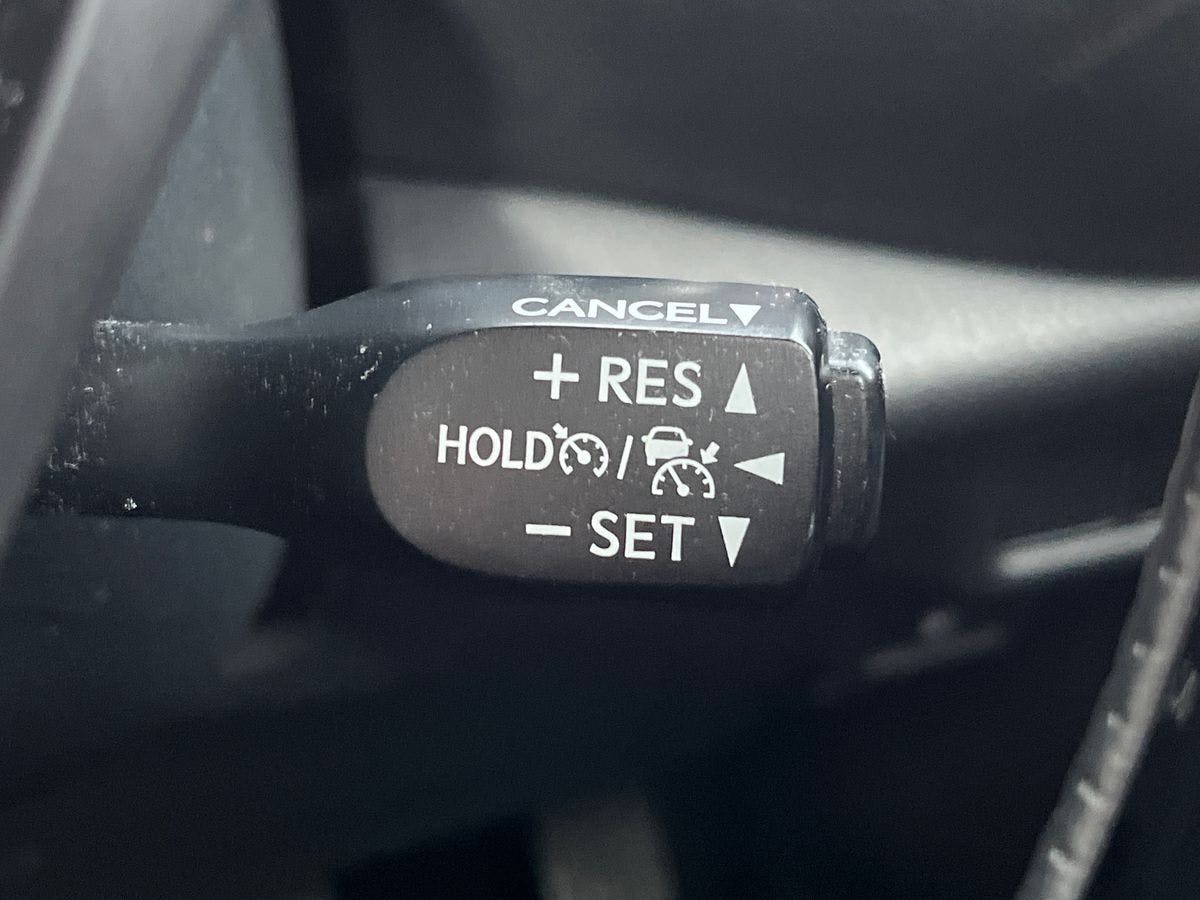 CANCEL▼
+ RES ▲
HOLD / ◀
− SET ▼